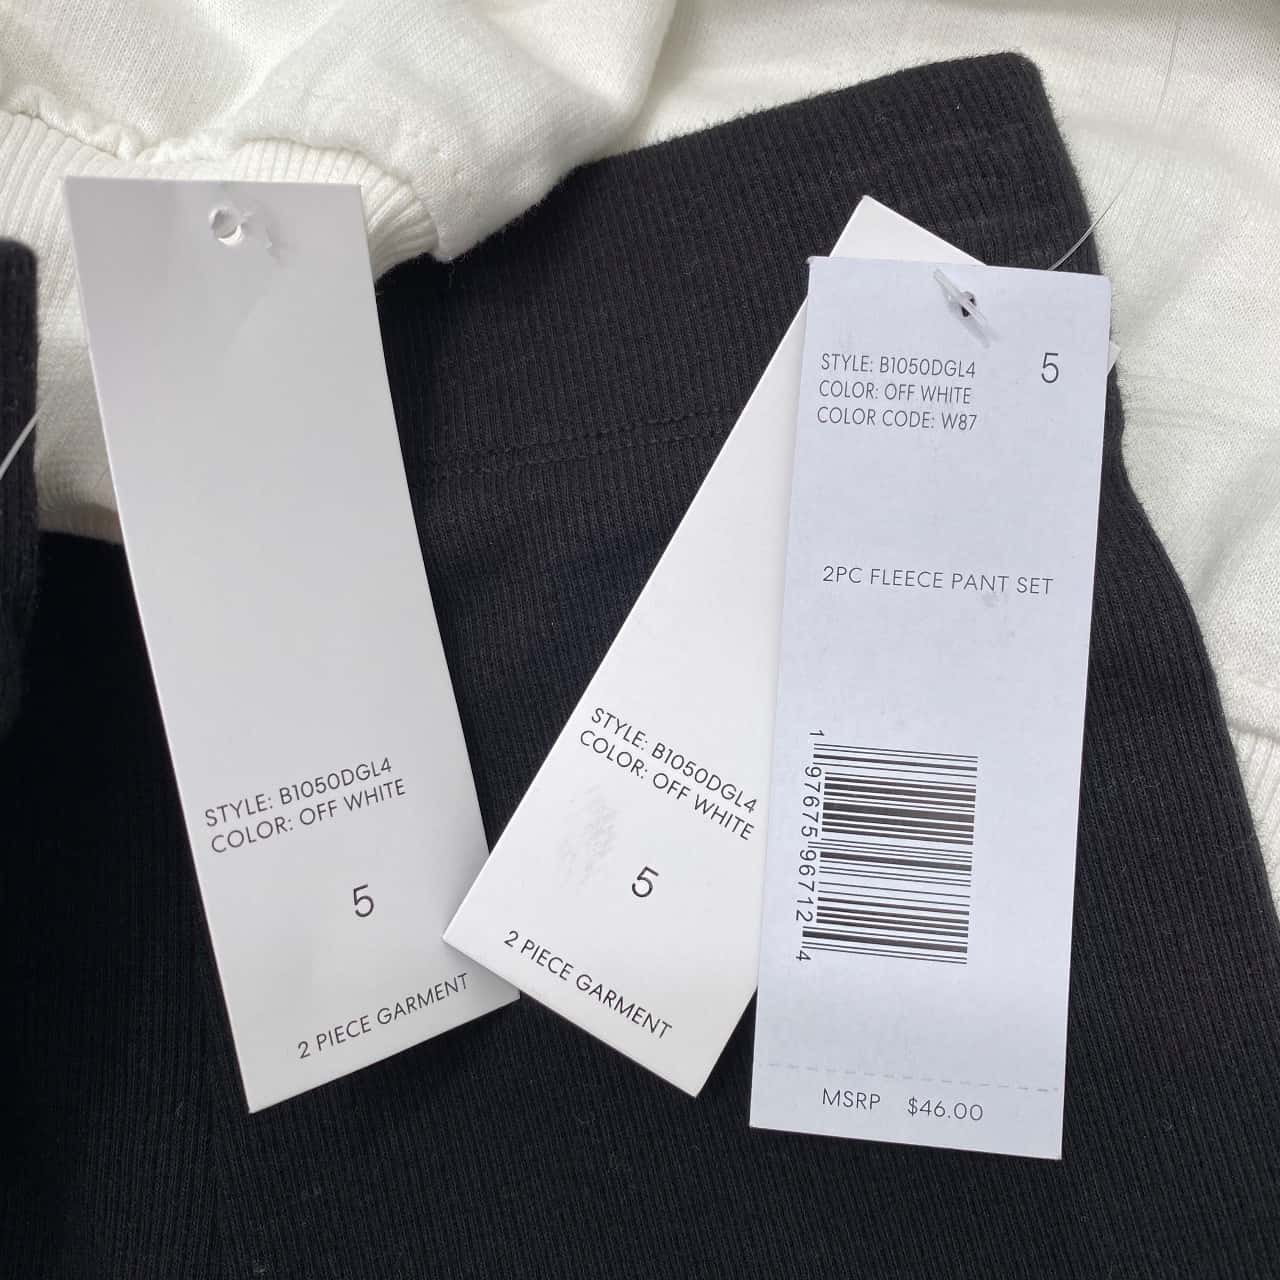 STYLE: B1050DGL4
COLOR: OFF WHITE
5
2 PIECE GARMENT
STYLE: B1050DGL4
COLOR: OFF WHITE
5
2 PIECE GARMENT
STYLE: B1050DGL4
5
COLOR: OFF WHITE
COLOR CODE: W87
2PC FLEECE PANT SET
1 97675 96712 4
MSRP $46.00